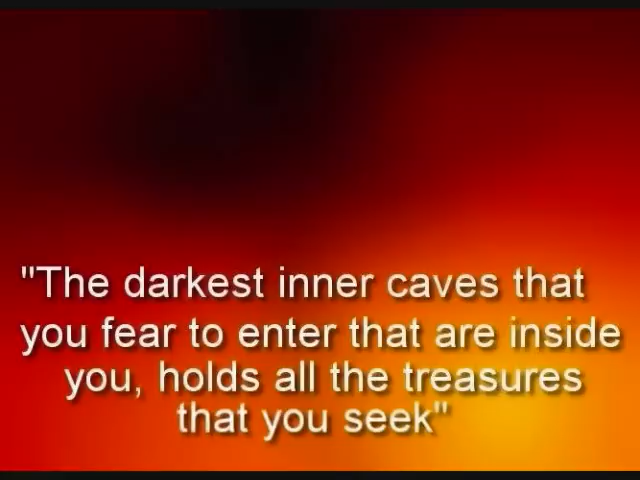 "The darkest inner caves that
you fear to enter that are inside
you, holds all the treasures
that you seek"